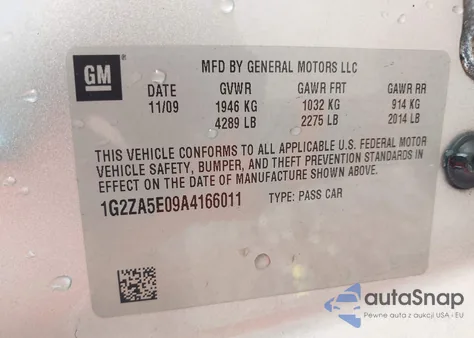 GM
MFD BY GENERAL MOTORS LLC
DATE GVWR GAWR FRT GAWR RR
11/09 1946 KG 1032 KG 914 KG
4289 LB 2275 LB 2014 LB
THIS VEHICLE CONFORMS TO ALL APPLICABLE U.S. FEDERAL MOTOR
VEHICLE SAFETY, BUMPER, AND THEFT PREVENTION STANDARDS IN
EFFECT ON THE DATE OF MANUFACTURE SHOWN ABOVE.
1G2ZA5E09A4166011 TYPE: PASS CAR
autaSnap
Pewne auta z aukcji USA - EU